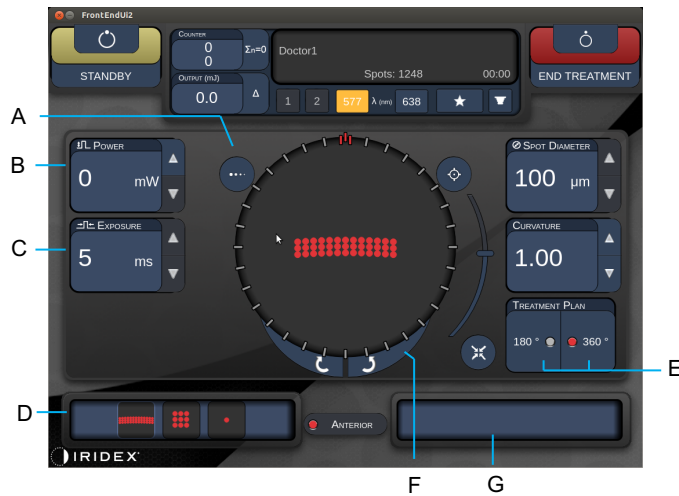 FrontEndUi2
STANDBY
COUNTER
0
0
Σn=0
OUTPUT (mJ)
0.0
Δ
Doctor1
Spots: 1248
00:00
1
2
577
λ (nm)
638
END TREATMENT
A
B
POWER
0
mW
C
EXPOSURE
5
ms
SPOT DIAMETER
100
μm
CURVATURE
1.00
TREATMENT PLAN
180 °
360 °
E
D
ANTERIOR
IRIDEX
F
G